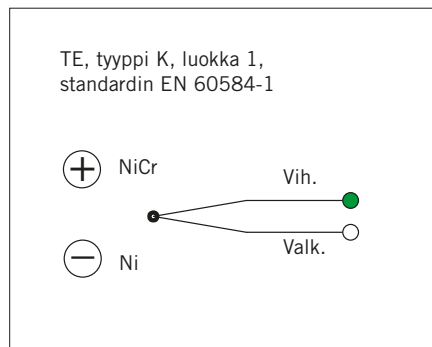 TE, tyyppi K, luokka 1,
standardin EN 60584-1
+ NiCr
Vih.
− Ni
Valk.